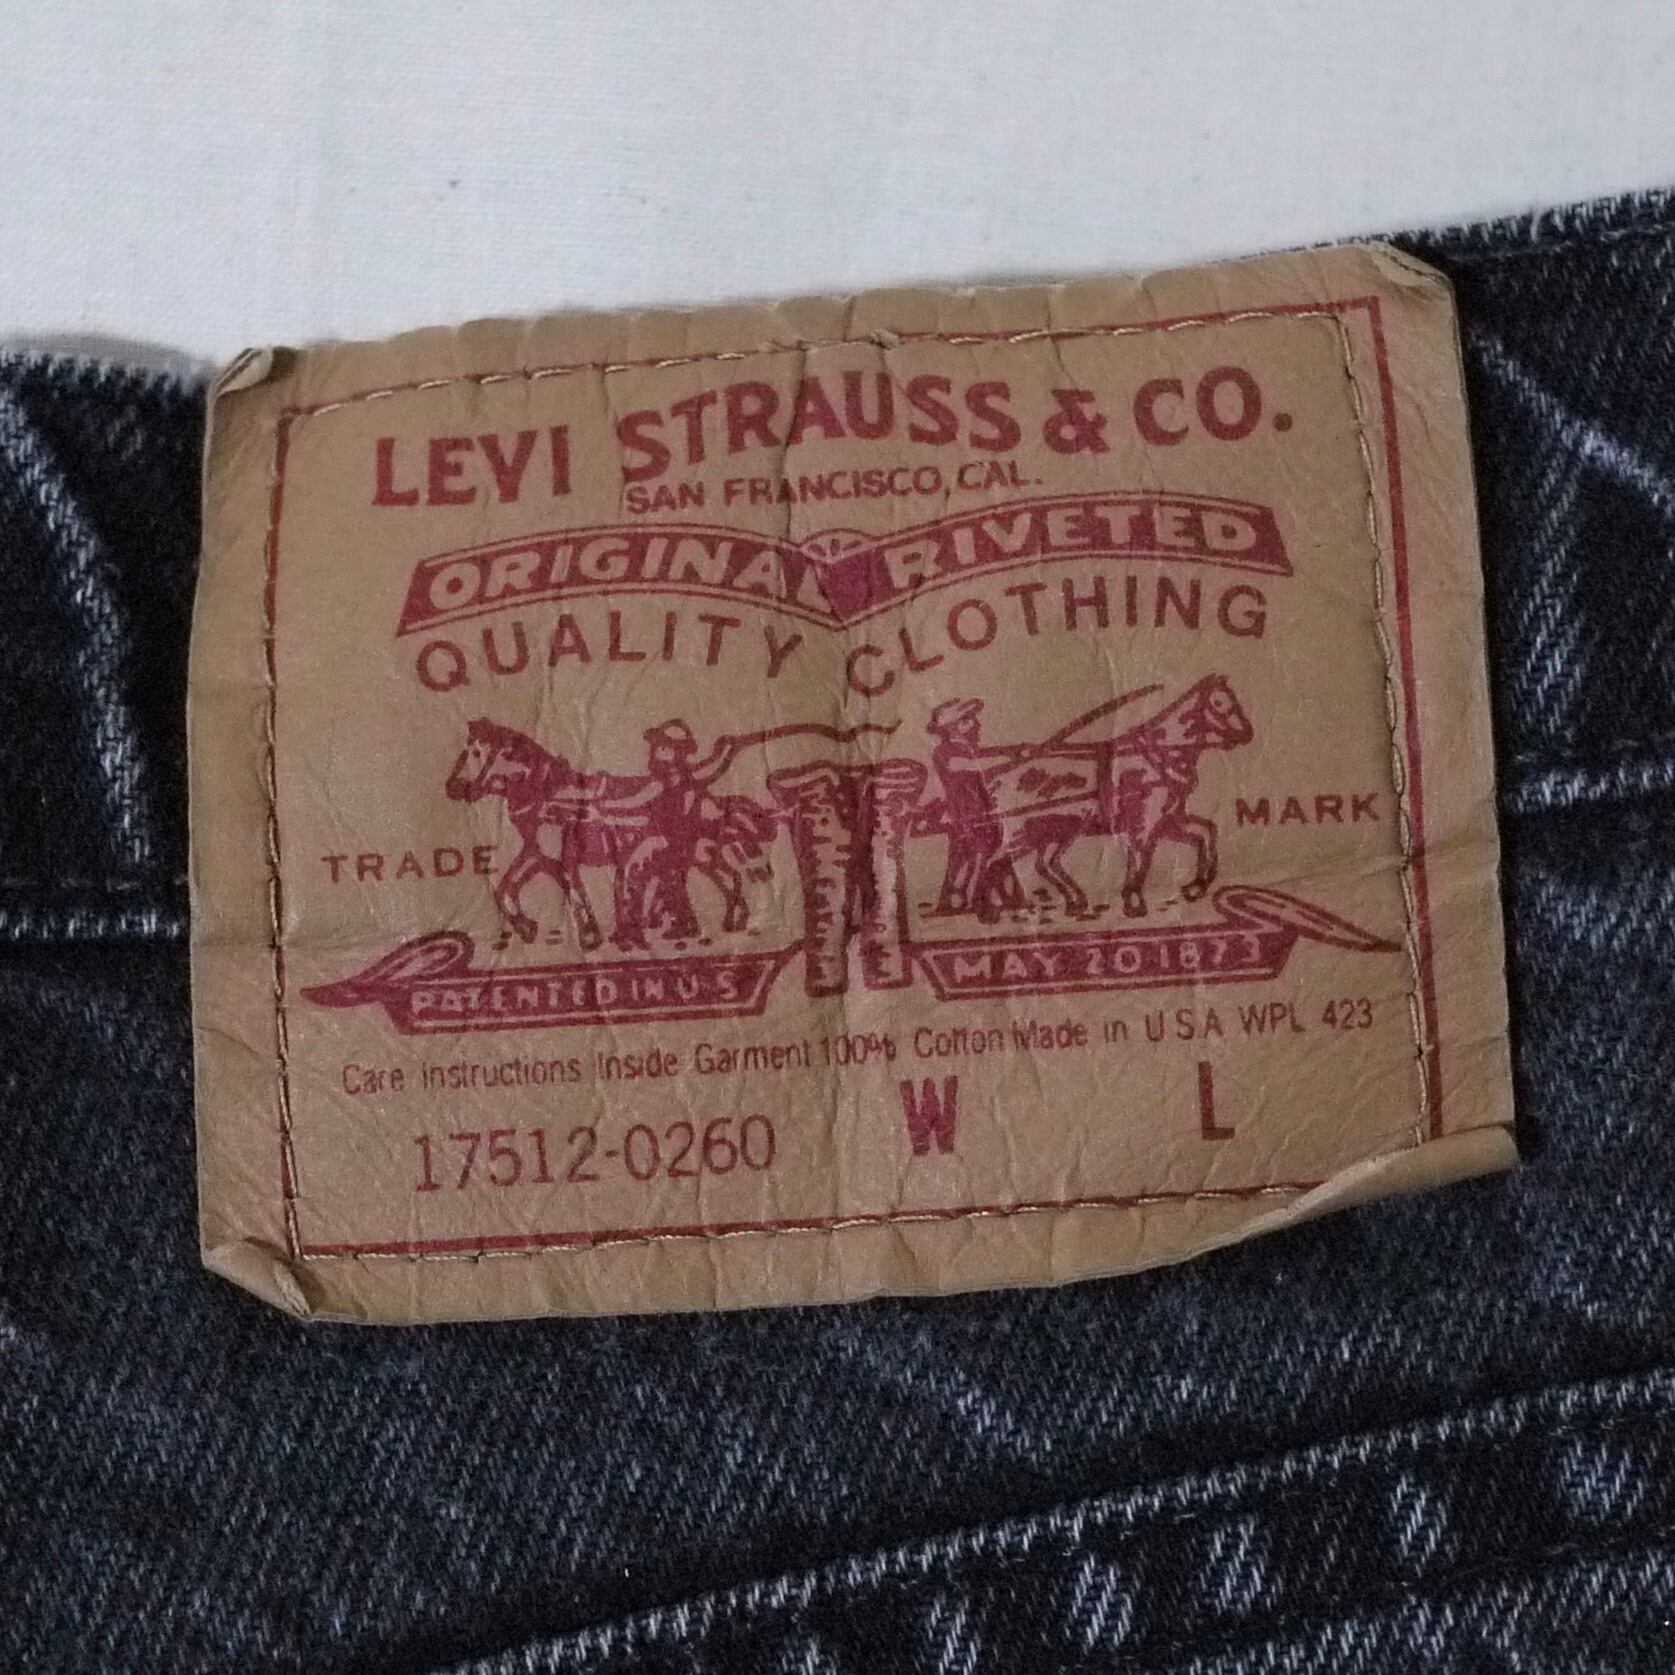 LEVI STRAUSS & CO.
SAN FRANCISCO, CAL.
ORIGINAL RIVETED
QUALITY CLOTHING
TRADE MARK
PATENTED IN U.S MAY 20 1873
Care instructions Inside Garment 100% Cotton Made in U S A WPL 423
17512-0260 W L